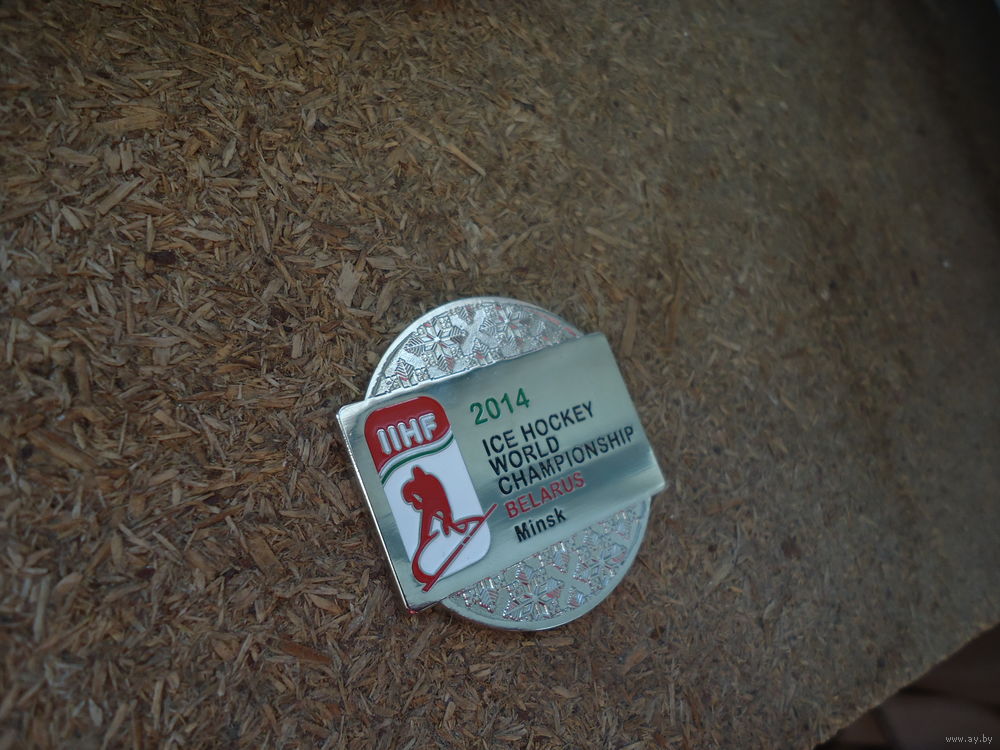 IIHF
2014
ICE HOCKEY
WORLD
CHAMPIONSHIP
BELARUS
Minsk
www.ay.by